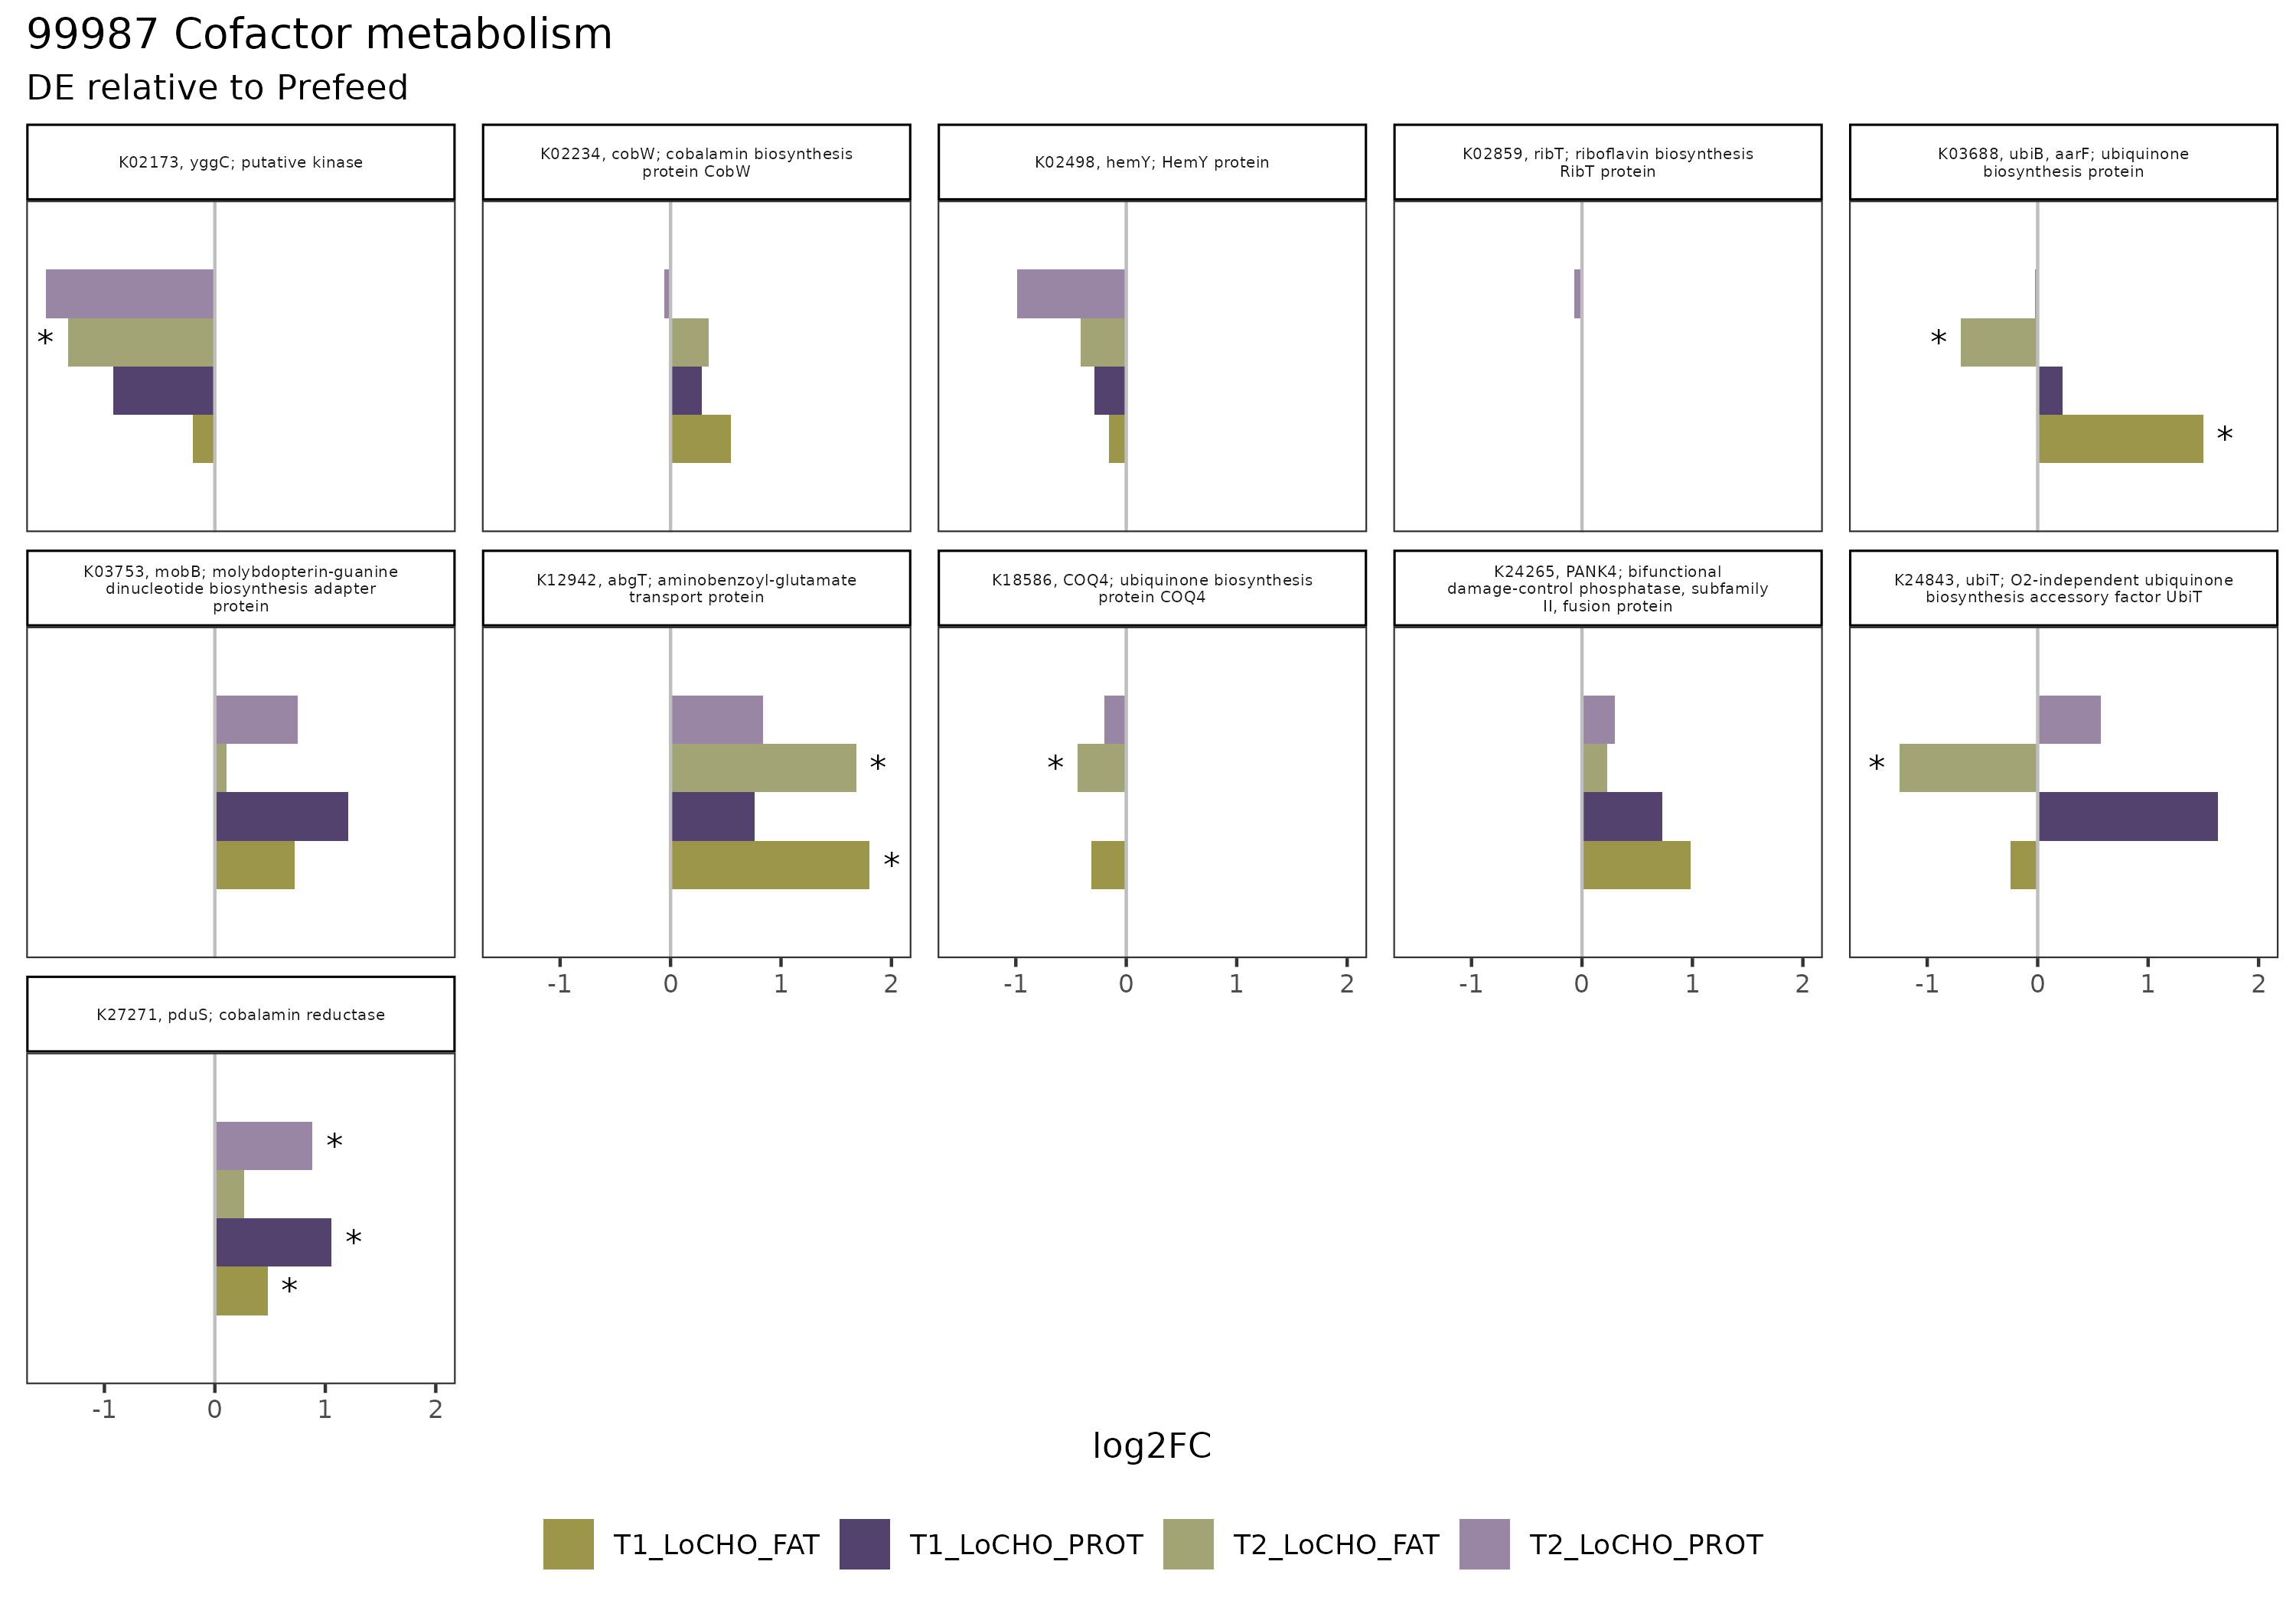 99987 Cofactor metabolism
DE relative to Prefeed
K02173, yggC; putative kinase
K02234, cobW; cobalamin biosynthesis
protein CobW
K02498, hemY; HemY protein
K02859, ribT; riboflavin biosynthesis
RibT protein
K03688, ubiB, aarF; ubiquinone
biosynthesis protein
*
*
*
K03753, mobB; molybdopterin-guanine
dinucleotide biosynthesis adapter
protein
K12942, abgT; aminobenzoyl-glutamate
transport protein
K18586, COQ4; ubiquinone biosynthesis
protein COQ4
K24265, PANK4; bifunctional
damage-control phosphatase, subfamily
II, fusion protein
K24843, ubiT; O2-independent ubiquinone
biosynthesis accessory factor UbiT
*
*
*
*
-1 0 1 2
-1 0 1 2
-1 0 1 2
-1 0 1 2
K27271, pduS; cobalamin reductase
*
*
*
-1 0 1 2
log2FC
T1_LoCHO_FAT T1_LoCHO_PROT T2_LoCHO_FAT T2_LoCHO_PROT